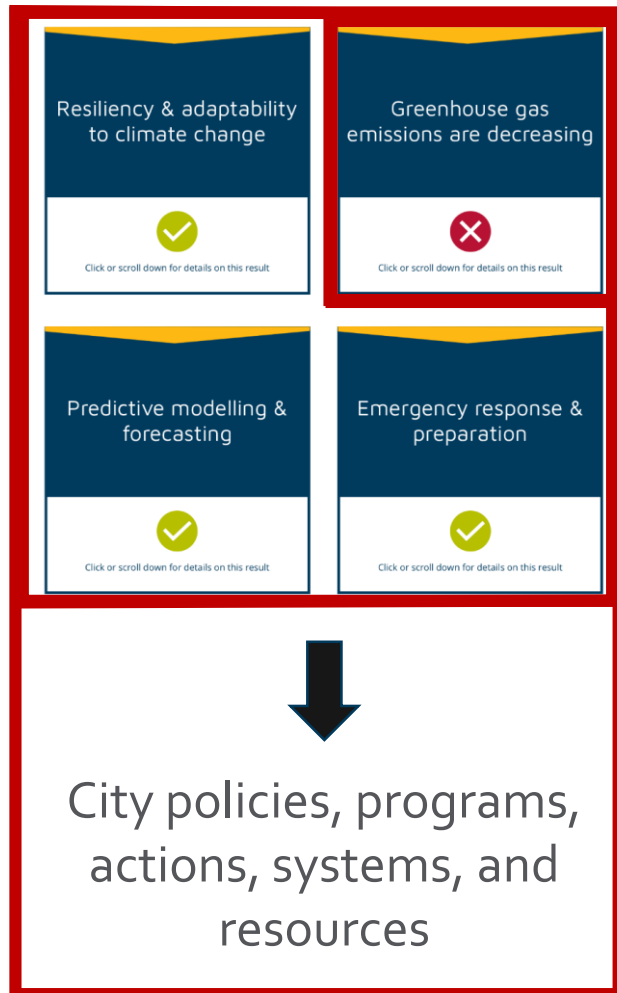 Resiliency & adaptability
to climate change
Click or scroll down for details on this result
Greenhouse gas
emissions are decreasing
Click or scroll down for details on this result
Predictive modelling &
forecasting
Click or scroll down for details on this result
Emergency response &
preparation
Click or scroll down for details on this result
City policies, programs,
actions, systems, and
resources